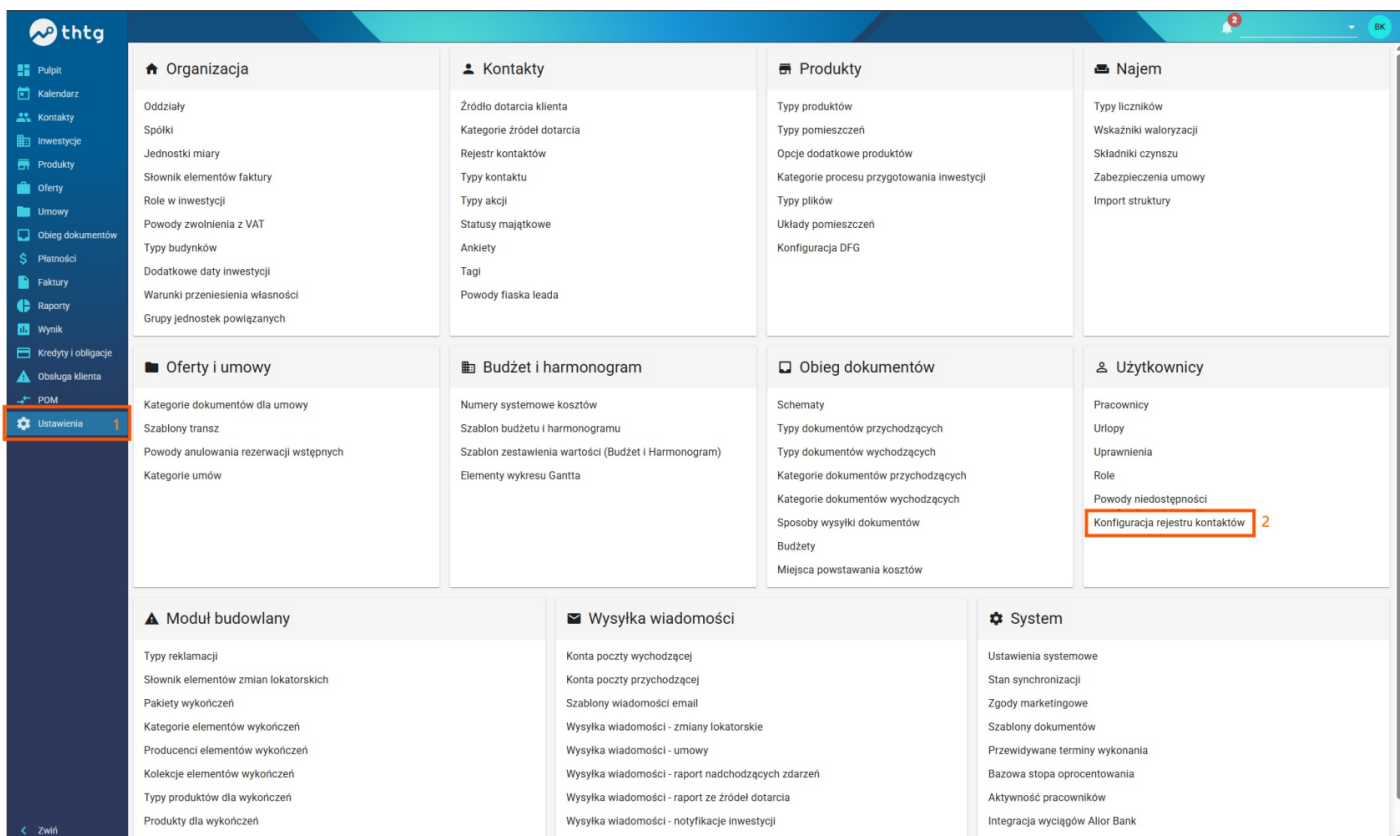 thtg
2
BK
Pulpit
Kalendarz
Kontakty
Inwestycje
Produkty
Oferty
Umowy
Obieg dokumentów
Płatności
Faktury
Raporty
Wynik
Kredyty i obligacje
Obsługa klienta
POM
Ustawienia 1
Zwiń
Organizacja
Oddziały
Spółki
Jednostki miary
Słownik elementów faktury
Role w inwestycji
Powody zwolnienia z VAT
Typy budynków
Dodatkowe daty inwestycji
Warunki przeniesienia własności
Grupy jednostek powiązanych
Kontakty
Źródło dotarcia klienta
Kategorie źródeł dotarcia
Rejestr kontaktów
Typy kontaktu
Typy akcji
Statusy majątkowe
Ankiety
Tagi
Powody fiaska leada
Produkty
Typy produktów
Typy pomieszczeń
Opcje dodatkowe produktów
Kategorie procesu przygotowania inwestycji
Typy plików
Układy pomieszczeń
Konfiguracja DFG
Najem
Typy liczników
Wskaźniki waloryzacji
Składniki czynszu
Zabezpieczenia umowy
Import struktury
Oferty i umowy
Kategorie dokumentów dla umowy
Szablony transz
Powody anulowania rezerwacji wstępnych
Kategorie umów
Budżet i harmonogram
Numery systemowe kosztów
Szablon budżetu i harmonogramu
Szablon zestawienia wartości (Budżet i Harmonogram)
Elementy wykresu Gantta
Obieg dokumentów
Schematy
Typy dokumentów przychodzących
Typy dokumentów wychodzących
Kategorie dokumentów przychodzących
Kategorie dokumentów wychodzących
Sposoby wysyłki dokumentów
Budżety
Miejsca powstawania kosztów
Użytkownicy
Pracownicy
Urlopy
Uprawnienia
Role
Powody niedostępności
Konfiguracja rejestru kontaktów 2
Moduł budowlany
Typy reklamacji
Słownik elementów zmian lokatorskich
Pakiety wykończeń
Kategorie elementów wykończeń
Producenci elementów wykończeń
Kolekcje elementów wykończeń
Typy produktów dla wykończeń
Produkty dla wykończeń
Wysyłka wiadomości
Konta poczty wychodzącej
Konta poczty przychodzącej
Szablony wiadomości email
Wysyłka wiadomości - zmiany lokatorskie
Wysyłka wiadomości - umowy
Wysyłka wiadomości - raport nadchodzących zdarzeń
Wysyłka wiadomości - raport ze źródeł dotarcia
Wysyłka wiadomości - notyfikacje inwestycji
System
Ustawienia systemowe
Stan synchronizacji
Zgody marketingowe
Szablony dokumentów
Przewidywane terminy wykonania
Bazowa stopa oprocentowania
Aktywność pracowników
Integracja wyciągów Alior Bank